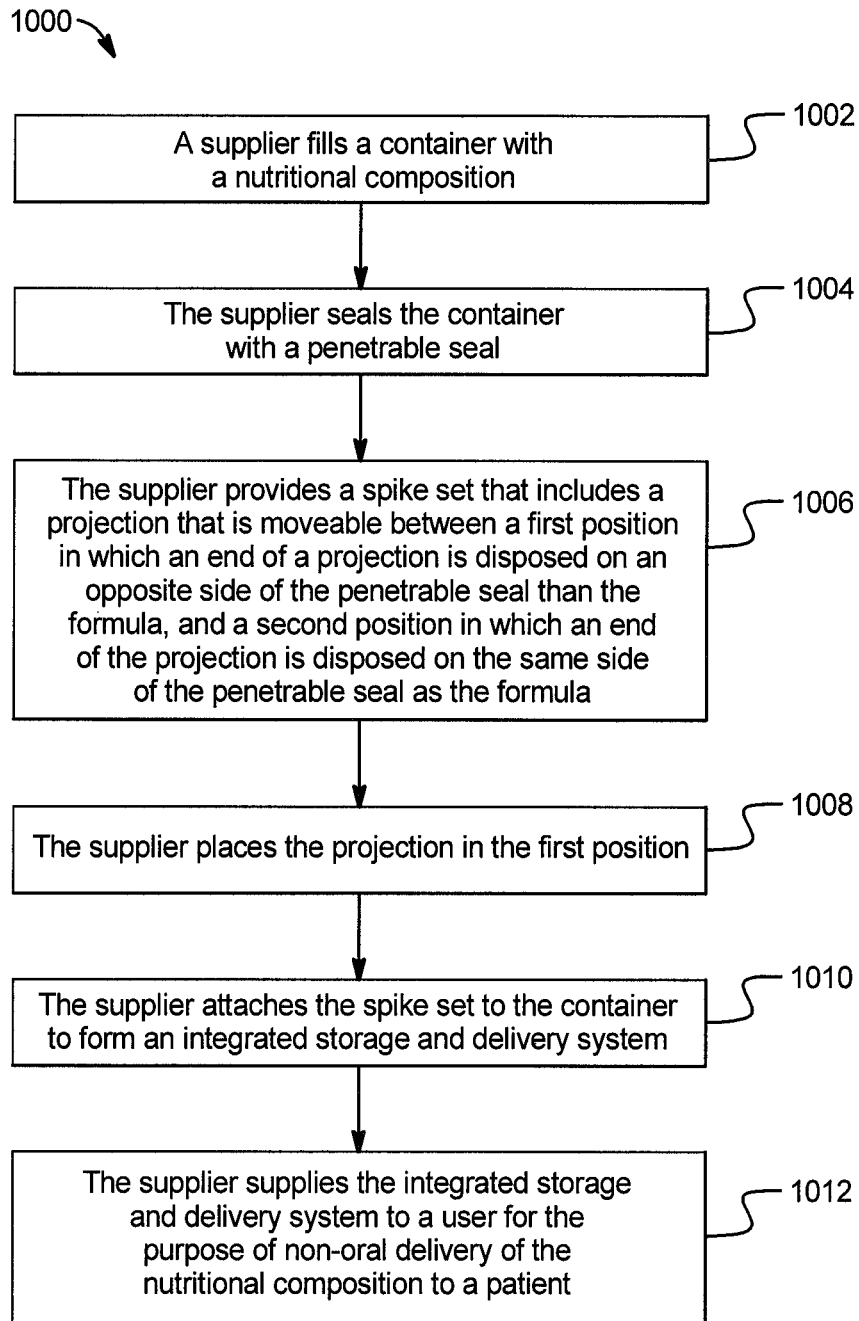 1000
1002
A supplier fills a container with
a nutritional composition
1004
The supplier seals the container
with a penetrable seal
1006
The supplier provides a spike set that includes a
projection that is moveable between a first position
in which an end of a projection is disposed on an
opposite side of the penetrable seal than the
formula, and a second position in which an end
of the projection is disposed on the same side
of the penetrable seal as the formula
1008
The supplier places the projection in the first position
1010
The supplier attaches the spike set to the container
to form an integrated storage and delivery system
1012
The supplier supplies the integrated storage
and delivery system to a user for the
purpose of non-oral delivery of the
nutritional composition to a patient